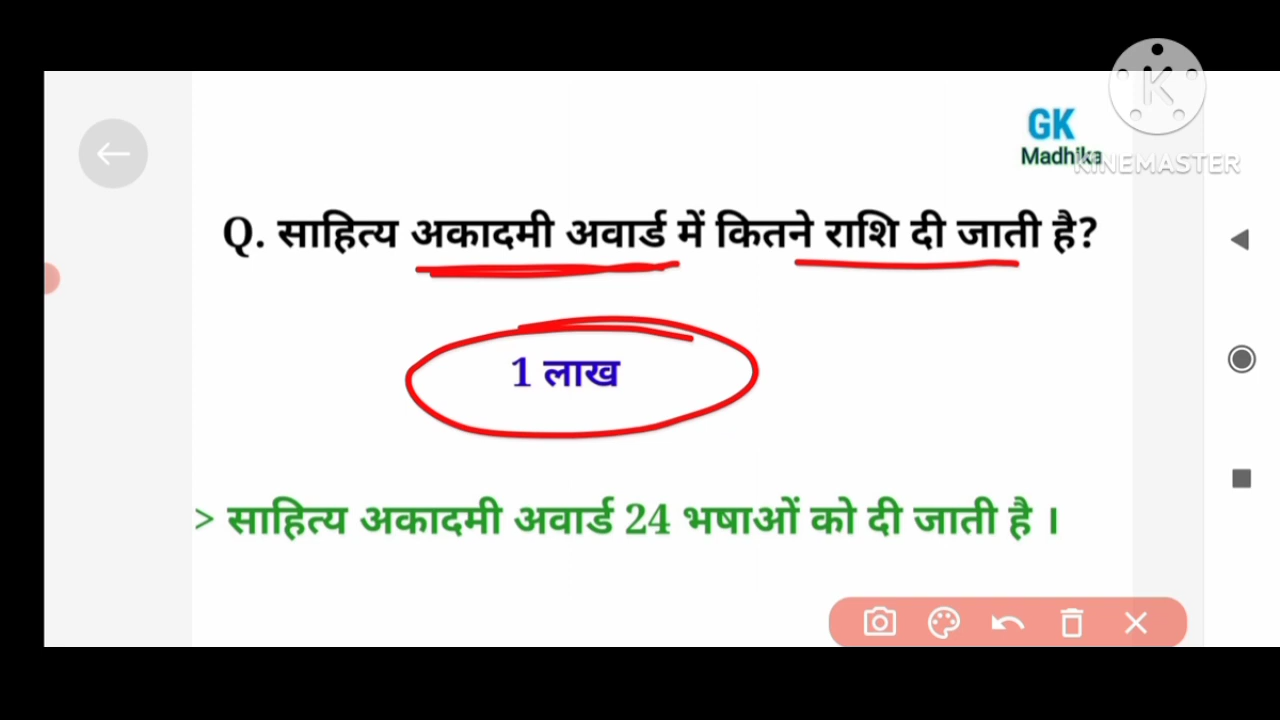 GK
Madhika
KINEMASTER
Q. साहित्य अकादमी अवार्ड में कितने राशि दी जाती है?
1 लाख
> साहित्य अकादमी अवार्ड 24 भषाओं को दी जाती है ।